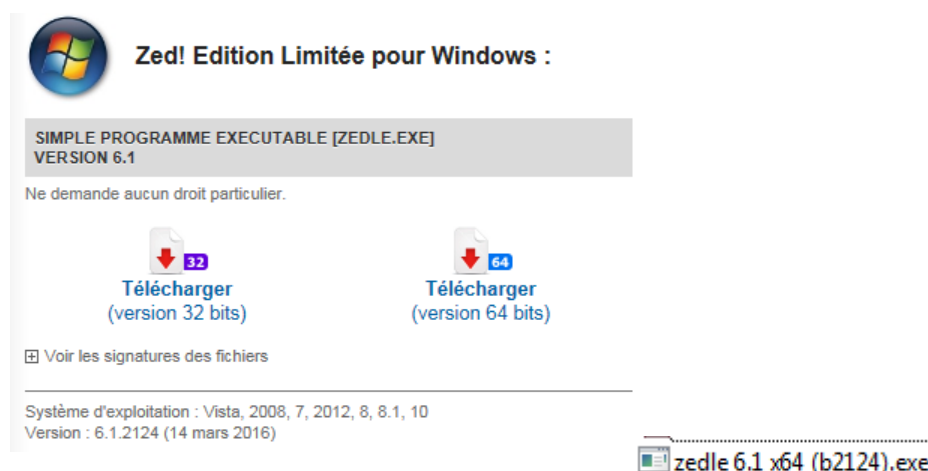 Zed! Edition Limitée pour Windows :
SIMPLE PROGRAMME EXECUTABLE [ZEDLE.EXE]
VERSION 6.1
Ne demande aucun droit particulier.
32
64
Télécharger
(version 32 bits)
Télécharger
(version 64 bits)
Voir les signatures des fichiers
Système d'exploitation : Vista, 2008, 7, 2012, 8, 8.1, 10
Version : 6.1.2124 (14 mars 2016)
zedle 6.1 x64 (b2124).exe